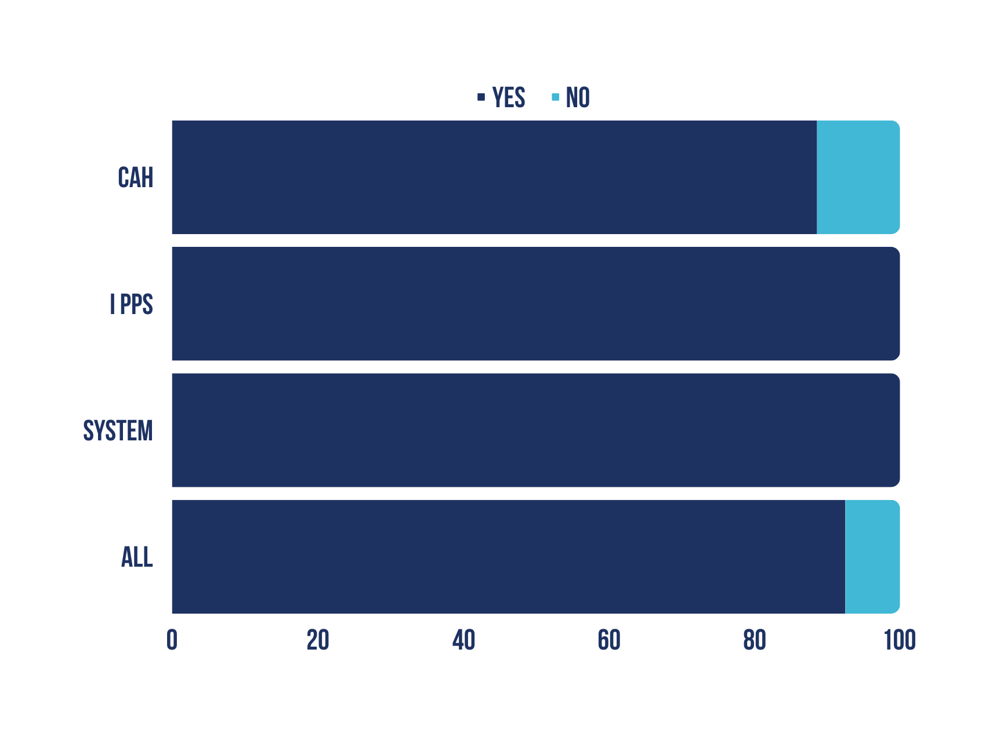 YES NO
CAH
I PPS
SYSTEM
ALL
0 20 40 60 80 100